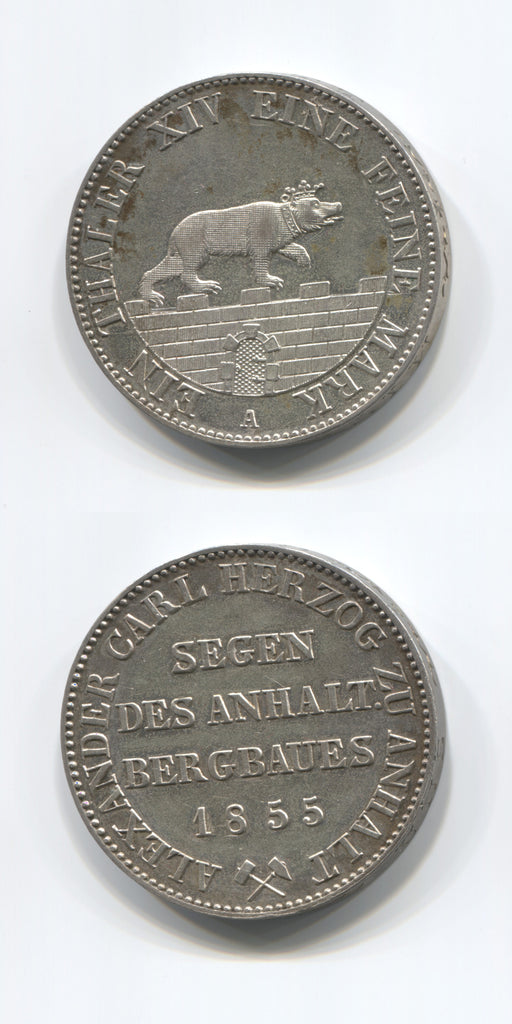 EIN THALER XIV EINE FEINE MARK
A
ALEXANDER CARL HERZOG ZU ANHALT
SEGEN
DES ANHALT.
BERGBAUES
1855